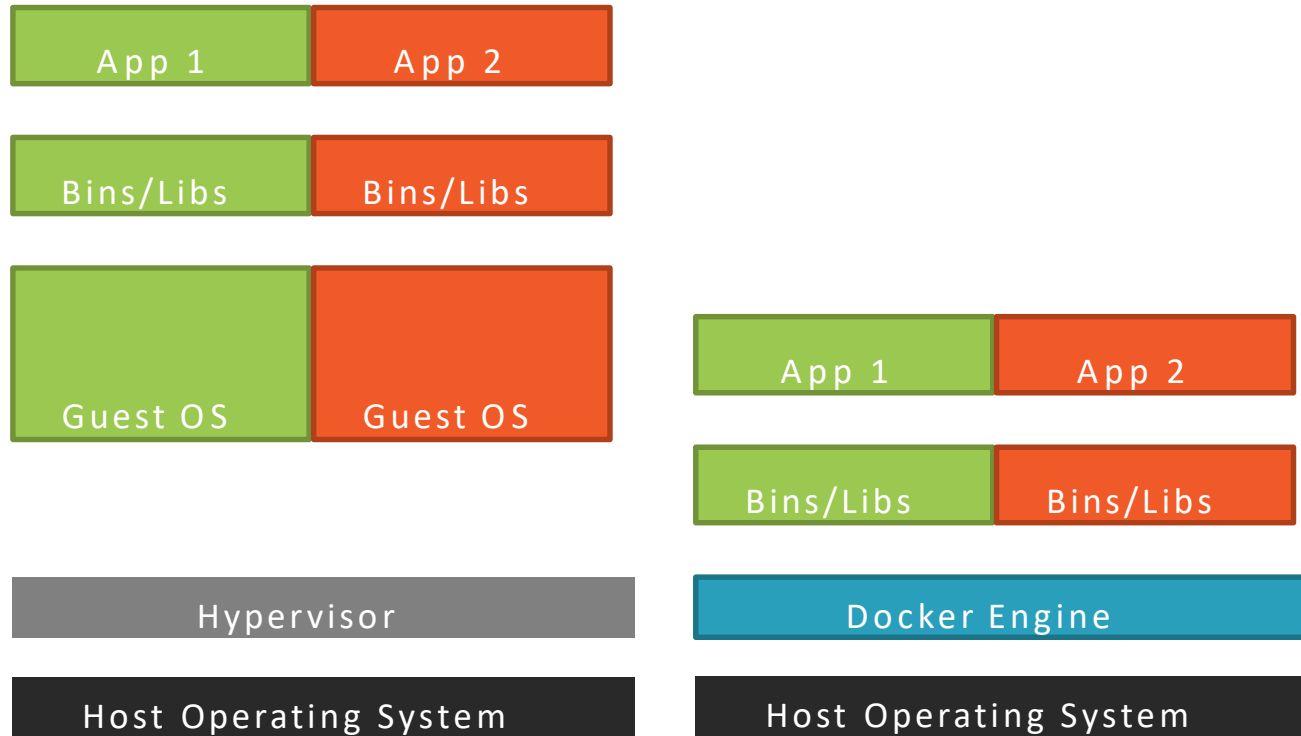 App 1
App 2
Bins/Libs
Bins/Libs
Guest OS
Guest OS
Hypervisor
Host Operating System
App 1
App 2
Bins/Libs
Bins/Libs
Docker Engine
Host Operating System